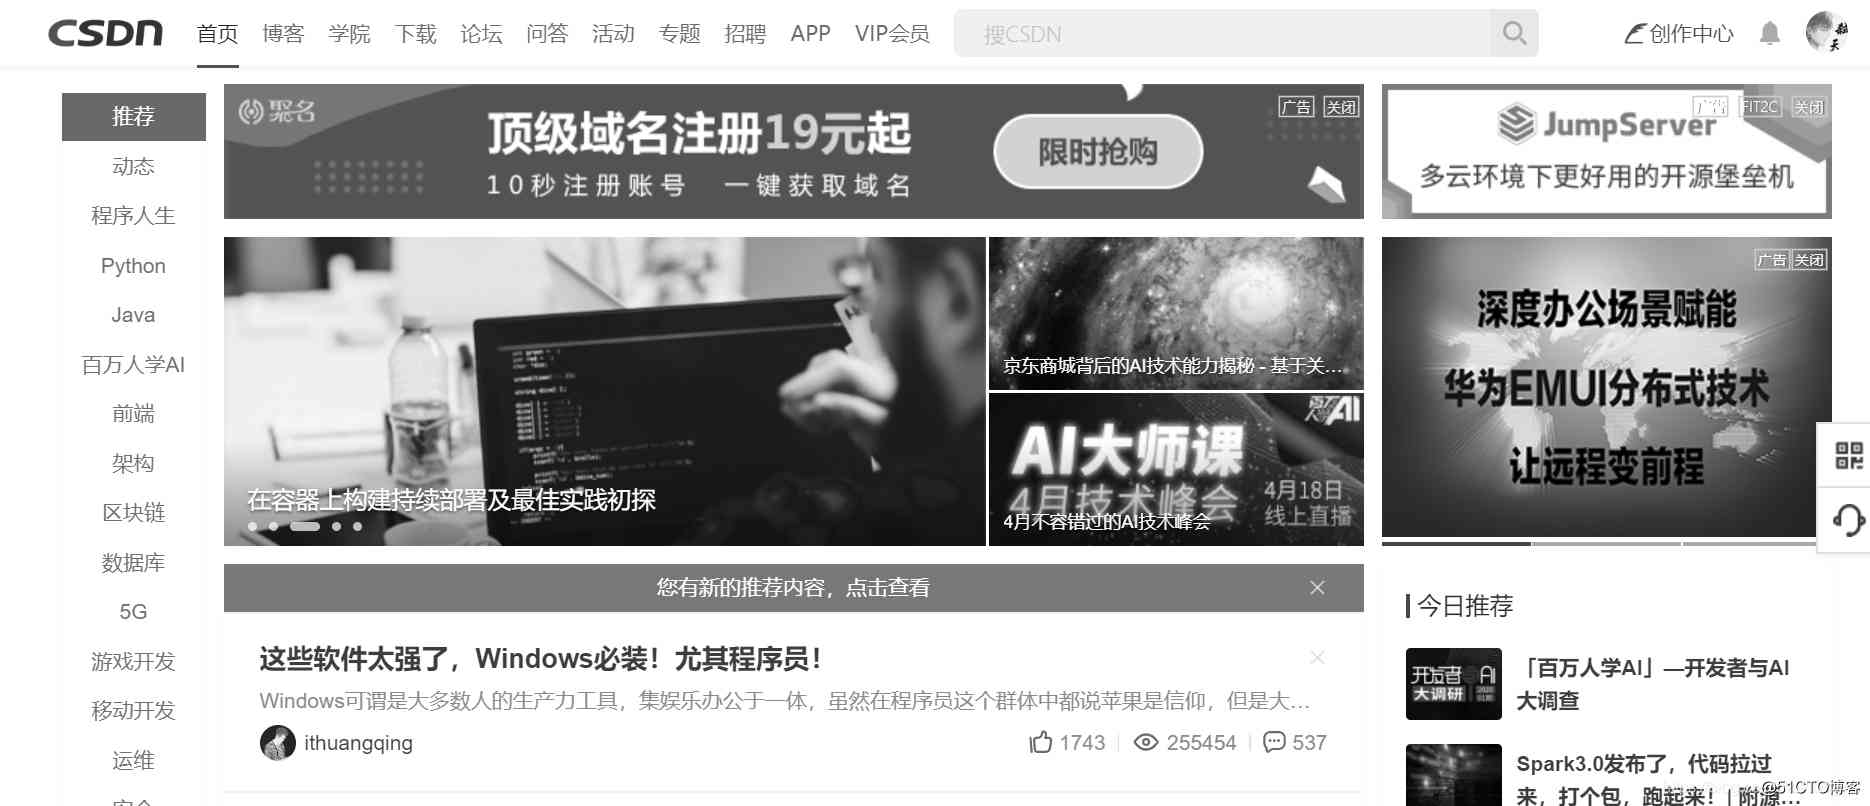 CSDN 首页 博客 学院 下载 论坛 问答 活动 专题 招聘 APP VIP会员 搜CSDN 创作中心
推荐
动态
程序人生
Python
Java
百万人学AI
前端
架构
区块链
数据库
5G
游戏开发
移动开发
运维
安全
聚名
顶级域名注册19元起
10秒注册账号 一键获取域名
限时抢购
广告 关闭
广告 FIT2C 关闭
JumpServer
多云环境下更好用的开源堡垒机
在容器上构建持续部署及最佳实践初探
京东商城背后的AI技术能力揭秘 - 基于关...
百万人学AI
AI大师课
4月技术峰会
4月18日
线上直播
4月不容错过的AI技术峰会
广告 关闭
深度办公场景赋能
华为EMUI分布式技术
让远程变前程
您有新的推荐内容，点击查看
这些软件太强了，Windows必装！尤其程序员！
Windows可谓是大多数人的生产力工具，集娱乐办公于一体，虽然在程序员这个群体中都说苹果是信仰，但是大...
ithuangqing 1743 255454 537
今日推荐
开发者 AI
大调研
「百万人学AI」—开发者与AI
大调查
Spark3.0发布了，代码拉过
来，打个包，跑起来！| 附源...
@51CTO博客